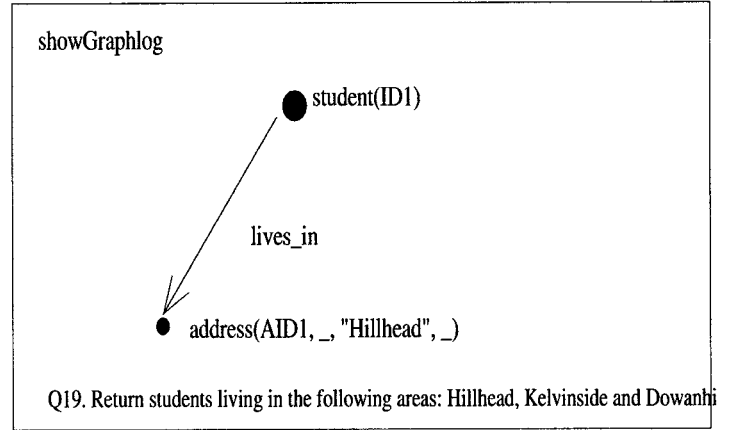 showGraphlog
student(ID1)
lives_in
address(AID1, _, "Hillhead", _)
Q19. Return students living in the following areas: Hillhead, Kelvinside and Dowanhi